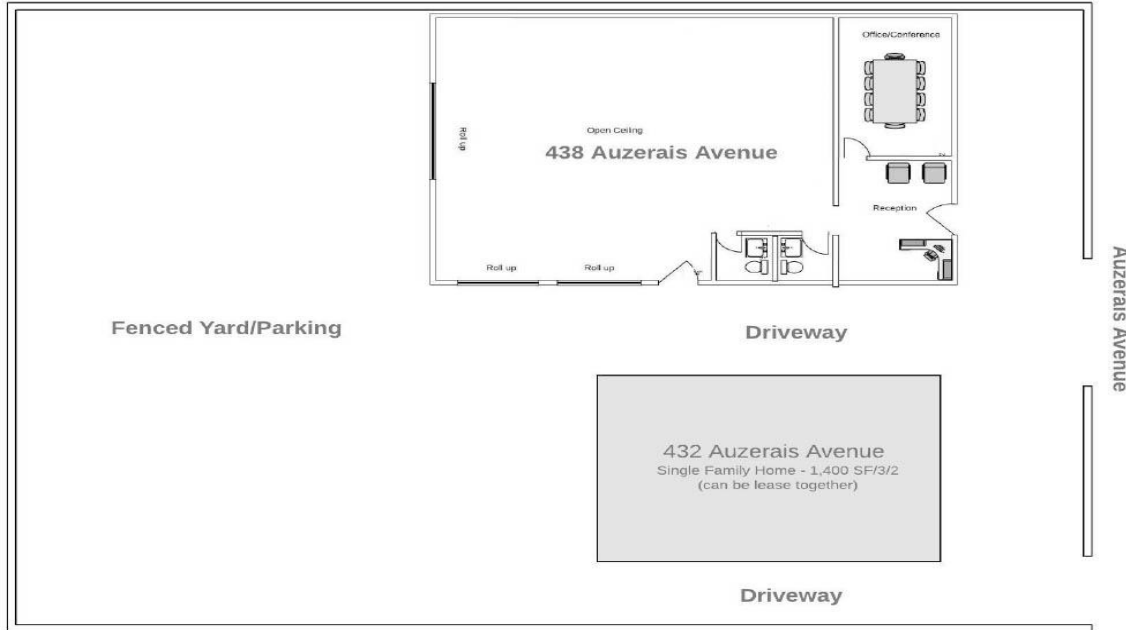 Office/Conference
Roll up
Open Ceiling
438 Auzerais Avenue
Reception
Roll up
Roll up
Auzerais Avenue
Fenced Yard/Parking
Driveway
432 Auzerais Avenue
Single Family Home - 1,400 SF/3/2
(can be lease together)
Driveway